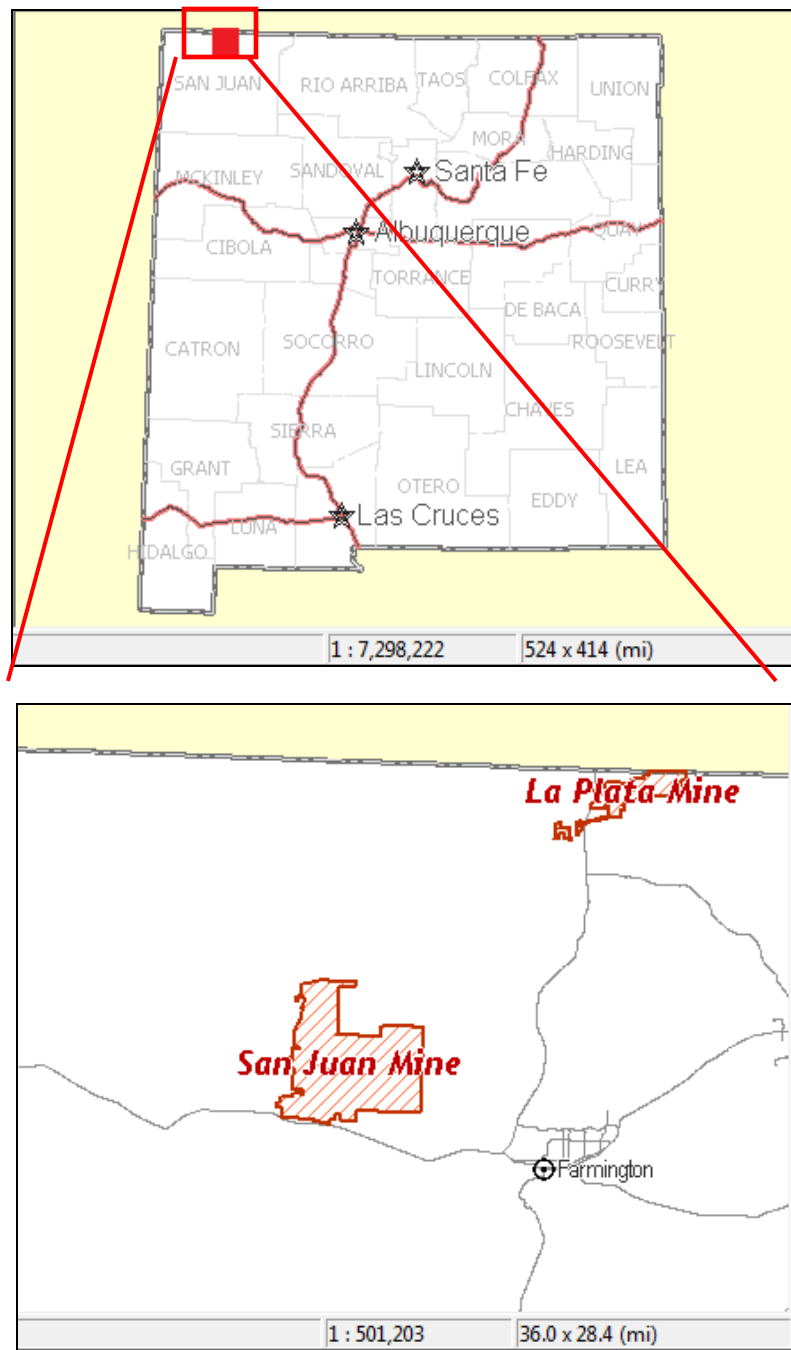 SAN JUAN
RIO ARRIBA
TAOS
COLFAX
UNION
MORA
HARDING
MCKINLEY
SANDOVAL
Santa Fe
CIBOLA
Albuquerque
QUAY
TORRANCE
CURRY
DE BACA
CATRON
SOCORRO
ROOSEVELT
LINCOLN
CHAVES
SIERRA
GRANT
OTERO
EDDY
LEA
Las Cruces
LUNA
HIDALGO
1 : 7,298,222
524 x 414 (mi)
La Plata Mine
San Juan Mine
Farmington
1 : 501,203
36.0 x 28.4 (mi)